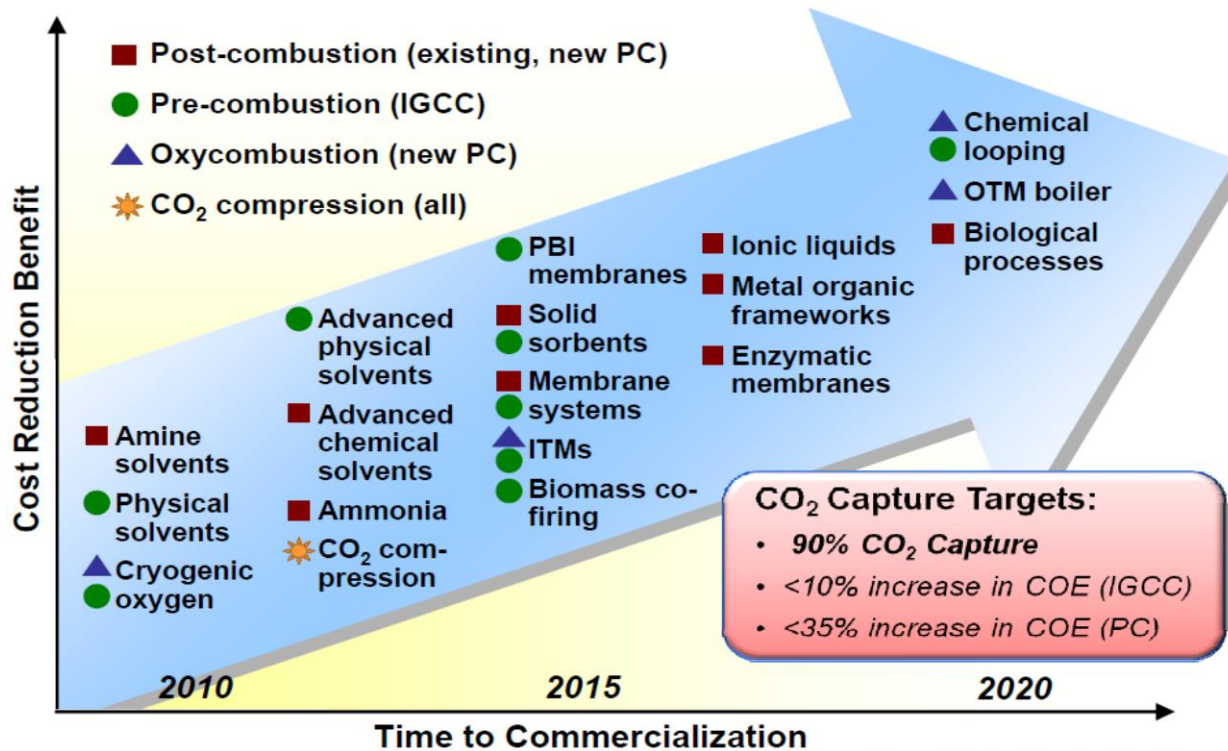 Cost Reduction Benefit
Post-combustion (existing, new PC)
Pre-combustion (IGCC)
Oxycombustion (new PC)
CO₂ compression (all)
Amine
solvents
Physical
solvents
Cryogenic
oxygen
Advanced
physical
solvents
Advanced
chemical
solvents
Ammonia
CO₂ com-
pression
PBI
membranes
Solid
sorbents
Membrane
systems
ITMs
Biomass co-
firing
Ionic liquids
Metal organic
frameworks
Enzymatic
membranes
Chemical
looping
OTM boiler
Biological
processes
CO₂ Capture Targets:
• 90% CO₂ Capture
• <10% increase in COE (IGCC)
• <35% increase in COE (PC)
2010
2015
2020
Time to Commercialization